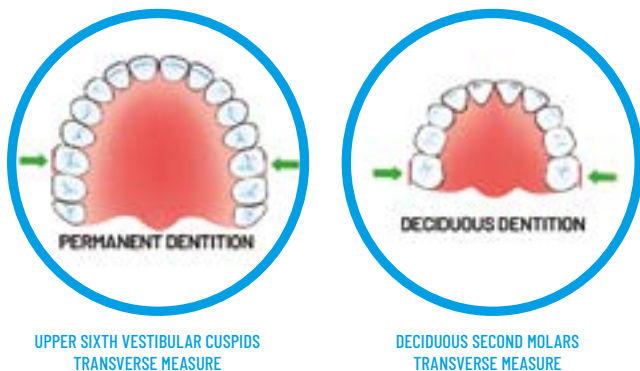 PERMANENT DENTITION
DECIDUOUS DENTITION
UPPER SIXTH VESTIBULAR CUSPIDS
TRANSVERSE MEASURE
DECIDUOUS SECOND MOLARS
TRANSVERSE MEASURE